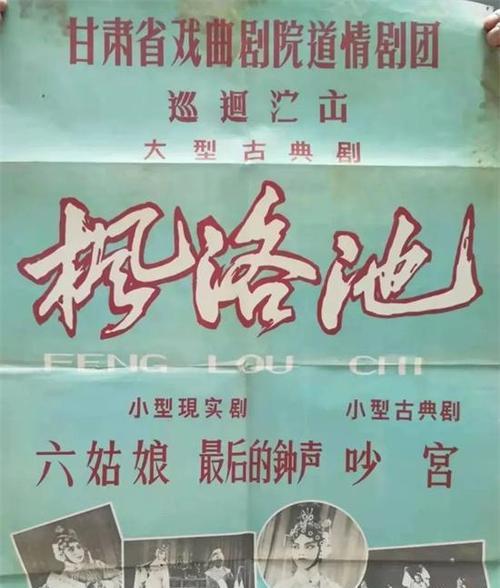 甘肃省戏曲剧院道情剧团
巡迴泞出
大型古典剧
枫洛池
FENG LOU CHI
小型現实剧 小型古典剧
六姑娘 最后的鈡声 吵宮